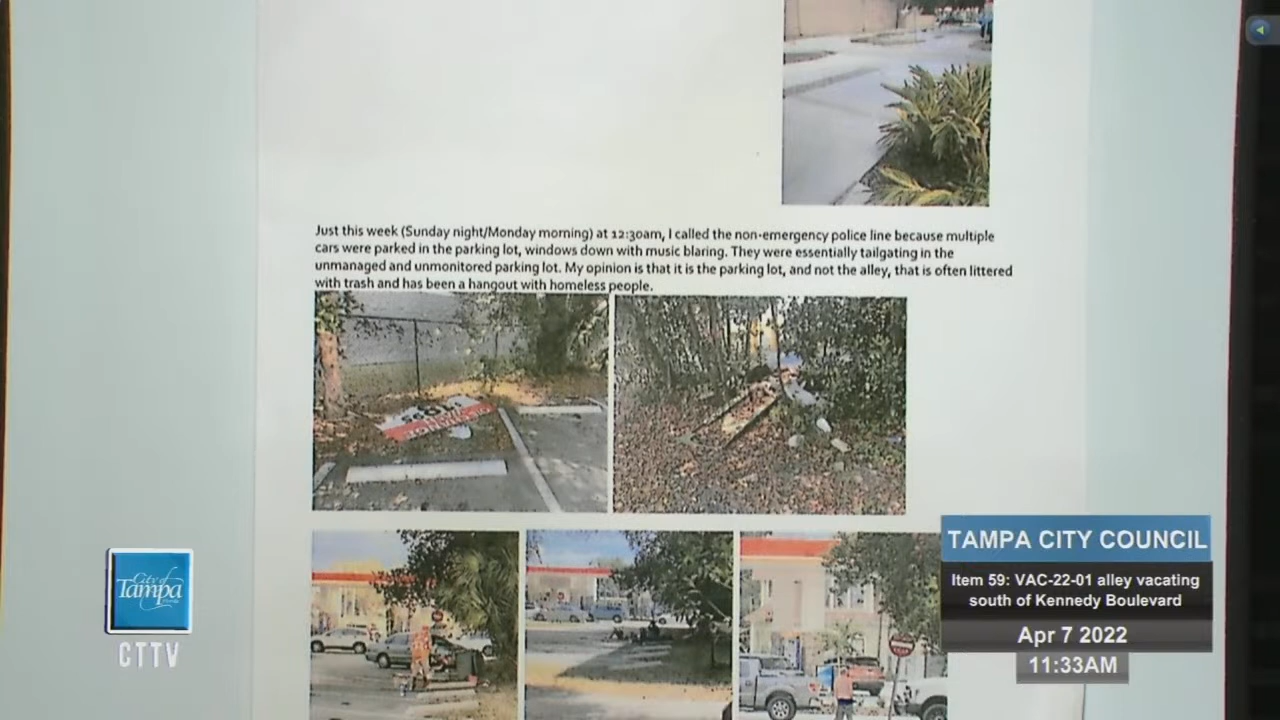 Just this week (Sunday night/Monday morning) at 12:30am, I called the non-emergency police line because multiple
cars were parked in the parking lot, windows down with music blaring. They were essentially tailgating in the
unmanaged and unmonitored parking lot. My opinion is that it is the parking lot, and not the alley, that is often littered
with trash and has been a hangout with homeless people.
TAMPA CITY COUNCIL
Item 59: VAC-22-01 alley vacating
south of Kennedy Boulevard
Apr 7 2022
11:33AM
City of
Tampa
CTTV